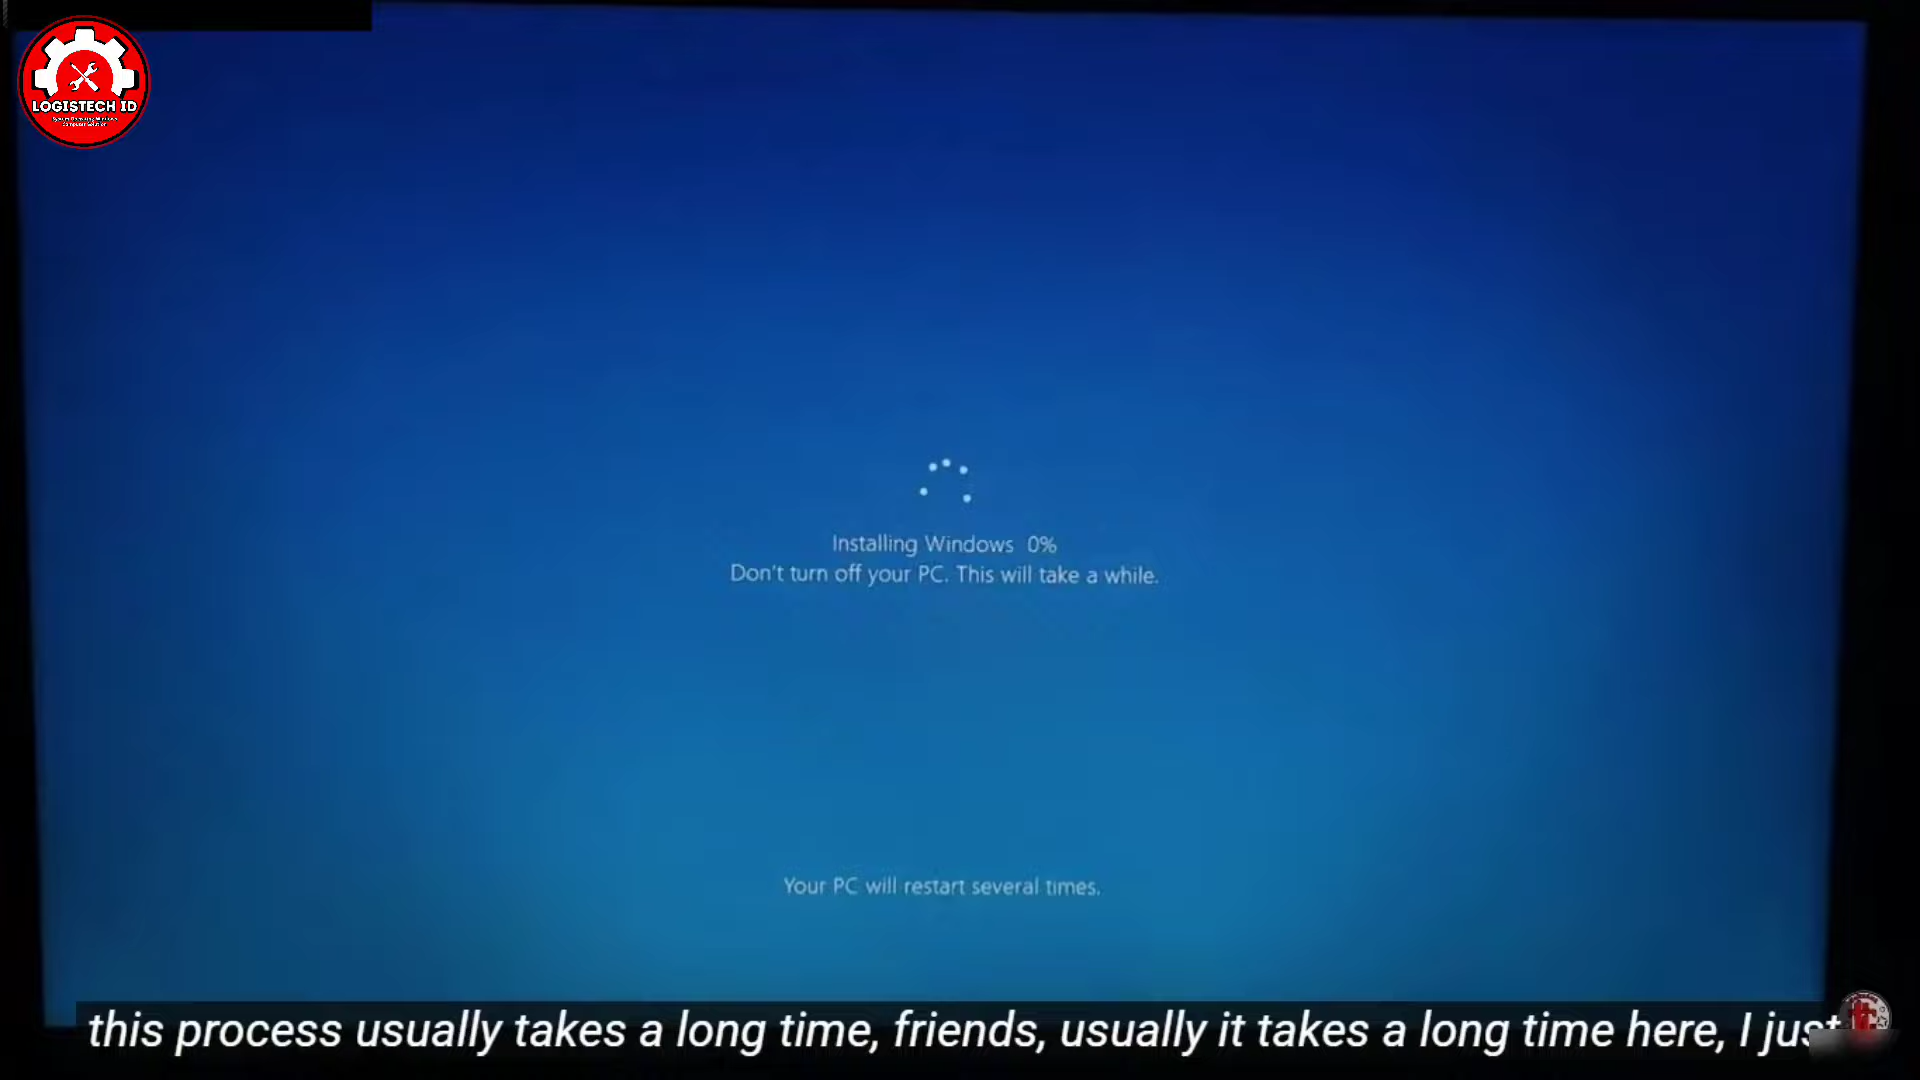 LOGISTECH ID
Installing Windows 0%
Don't turn off your PC. This will take a while.
Your PC will restart several times.
this process usually takes a long time, friends, usually it takes a long time here, I just